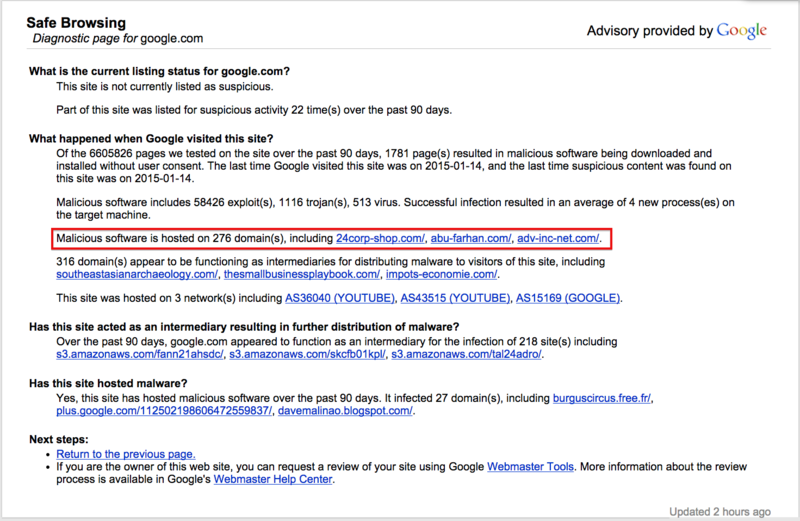 Safe Browsing
Diagnostic page for google.com
Advisory provided by Google
What is the current listing status for google.com?
This site is not currently listed as suspicious.
Part of this site was listed for suspicious activity 22 time(s) over the past 90 days.
What happened when Google visited this site?
Of the 6605826 pages we tested on the site over the past 90 days, 1781 page(s) resulted in malicious software being downloaded and
installed without user consent. The last time Google visited this site was on 2015-01-14, and the last time suspicious content was found on
this site was on 2015-01-14.
Malicious software includes 58426 exploit(s), 1116 trojan(s), 513 virus. Successful infection resulted in an average of 4 new process(es) on
the target machine.
Malicious software is hosted on 276 domain(s), including 24corp-shop.com/, abu-farhan.com/, adv-inc-net.com/.
316 domain(s) appear to be functioning as intermediaries for distributing malware to visitors of this site, including
southeastasianarchaeology.com/, thesmallbusinessplaybook.com/, impots-economie.com/.
This site was hosted on 3 network(s) including AS36040 (YOUTUBE), AS43515 (YOUTUBE), AS15169 (GOOGLE).
Has this site acted as an intermediary resulting in further distribution of malware?
Over the past 90 days, google.com appeared to function as an intermediary for the infection of 218 site(s) including
s3.amazonaws.com/fann21ahsdc/, s3.amazonaws.com/skcfb01kpl/, s3.amazonaws.com/tal24adro/.
Has this site hosted malware?
Yes, this site has hosted malicious software over the past 90 days. It infected 27 domain(s), including burguscircus.free.fr/,
plus.google.com/112502198606472559837/, davemalinao.blogspot.com/.
Next steps:
• Return to the previous page.
• If you are the owner of this web site, you can request a review of your site using Google Webmaster Tools. More information about the review
process is available in Google's Webmaster Help Center.
Updated 2 hours ago